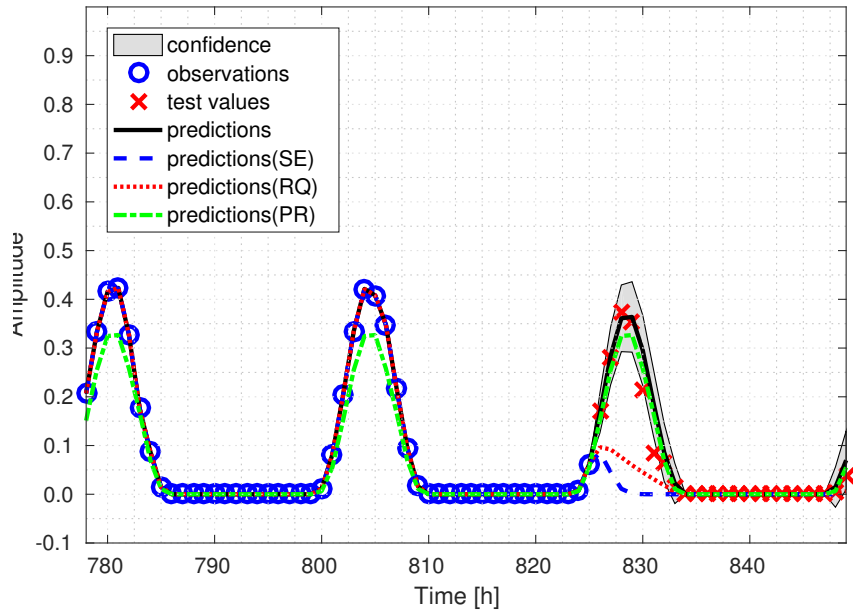 confidence
observations
test values
predictions
predictions(SE)
predictions(RQ)
predictions(PR)
0.9
0.8
0.7
0.6
0.5
0.4
0.3
0.2
0.1
0.0
-0.1
Amplitude
780 790 800 810 820 830 840
Time [h]